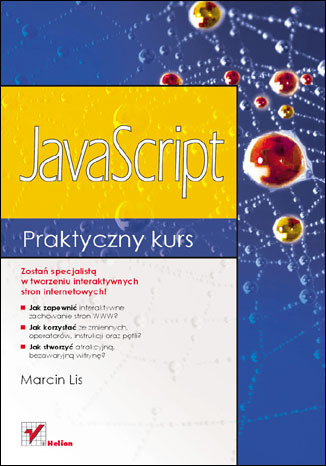 JavaScript
Praktyczny kurs
Zostań specjalistą
w tworzeniu interaktywnych
stron internetowych!
Jak zapewnić interaktywne
zachowanie stron WWW?
Jak korzystać ze zmiennych,
operatorów, instrukcji oraz pętli?
Jak stworzyć atrakcyjną,
bezawaryjną witrynę?
Marcin Lis
Helion